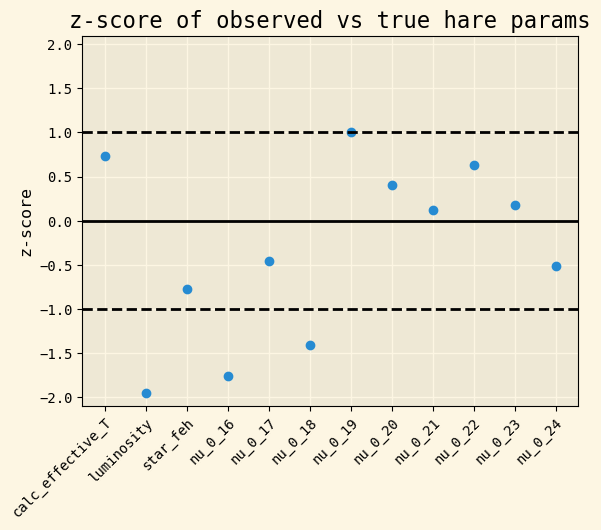 z-score of observed vs true hare params
2.0
1.5
1.0
0.5
0.0
−0.5
−1.0
−1.5
−2.0
z-score
calc_effective_T
luminosity
star_feh
nu_0_16
nu_0_17
nu_0_18
nu_0_19
nu_0_20
nu_0_21
nu_0_22
nu_0_23
nu_0_24